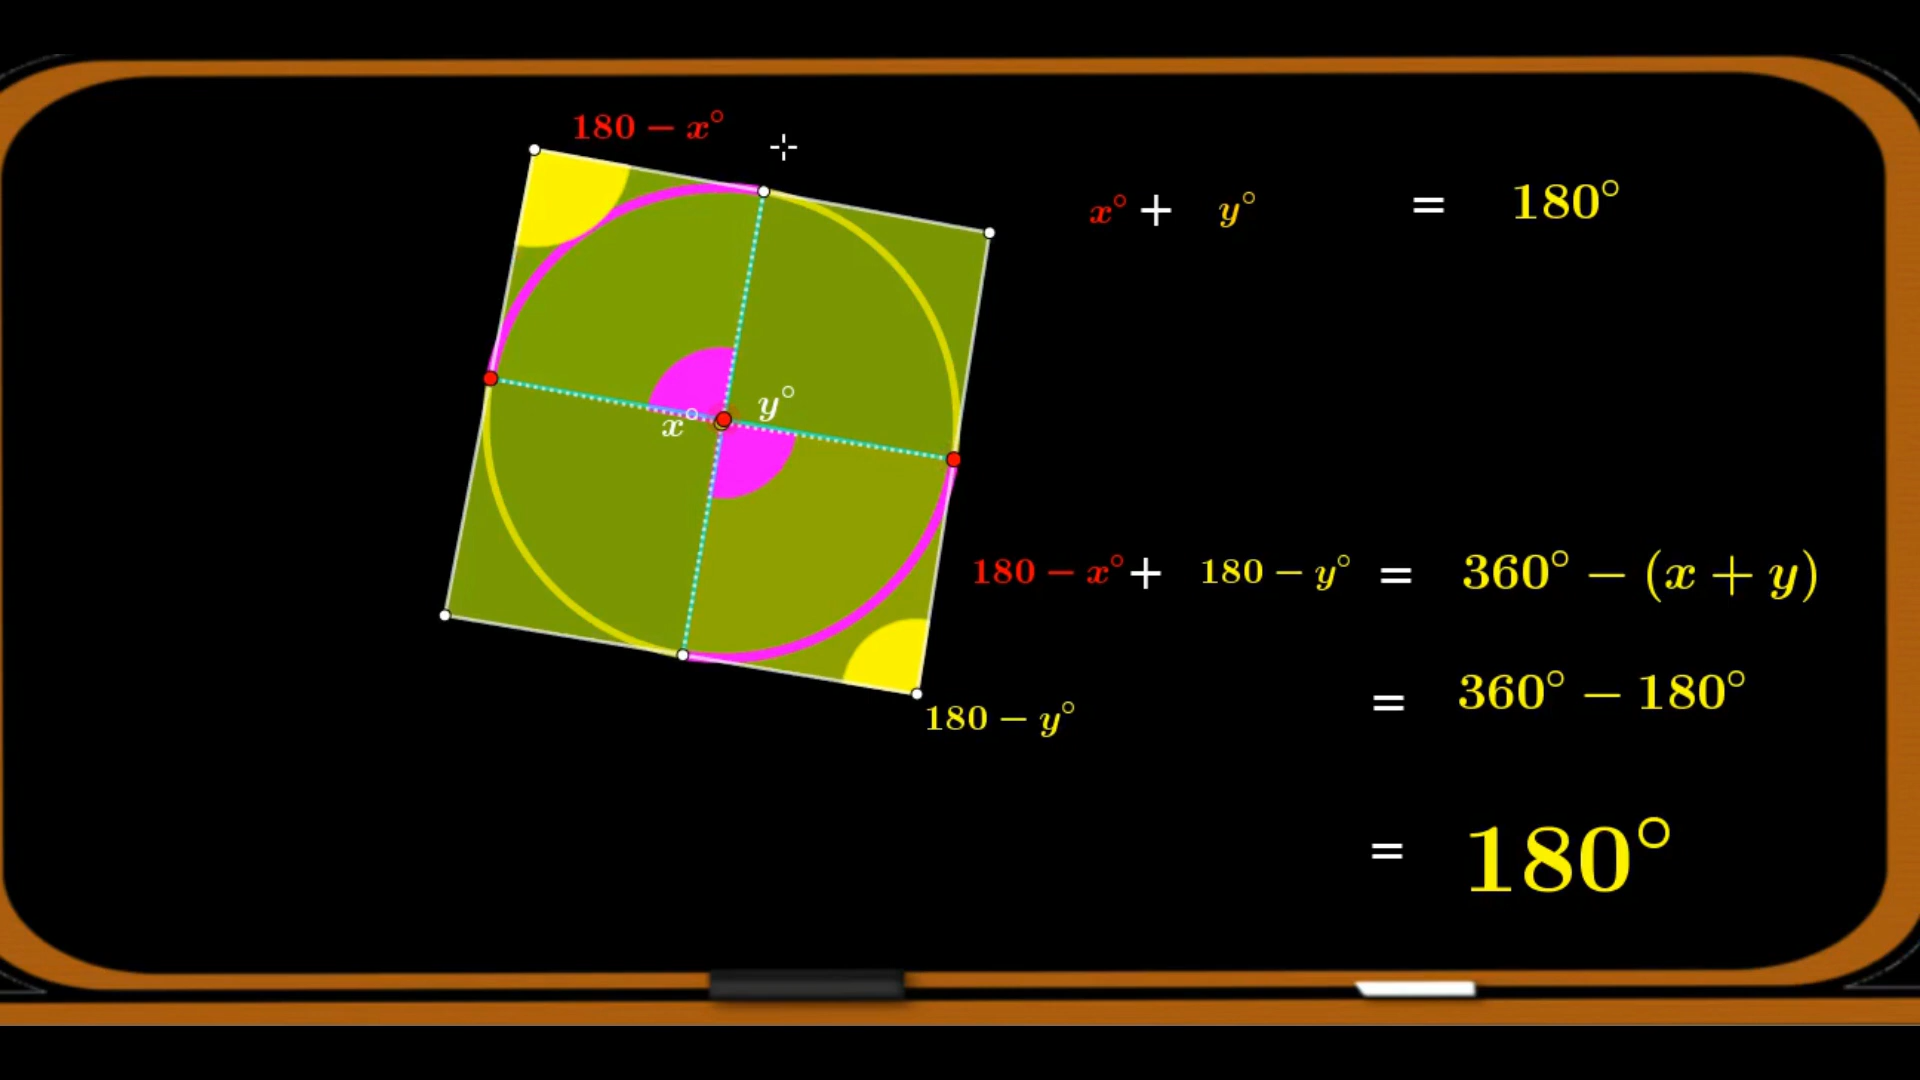 180 − x°
x° + y° = 180°
y°
x°
180 − x° + 180 − y° = 360° − (x + y)
= 360° − 180°
180 − y°
= 180°